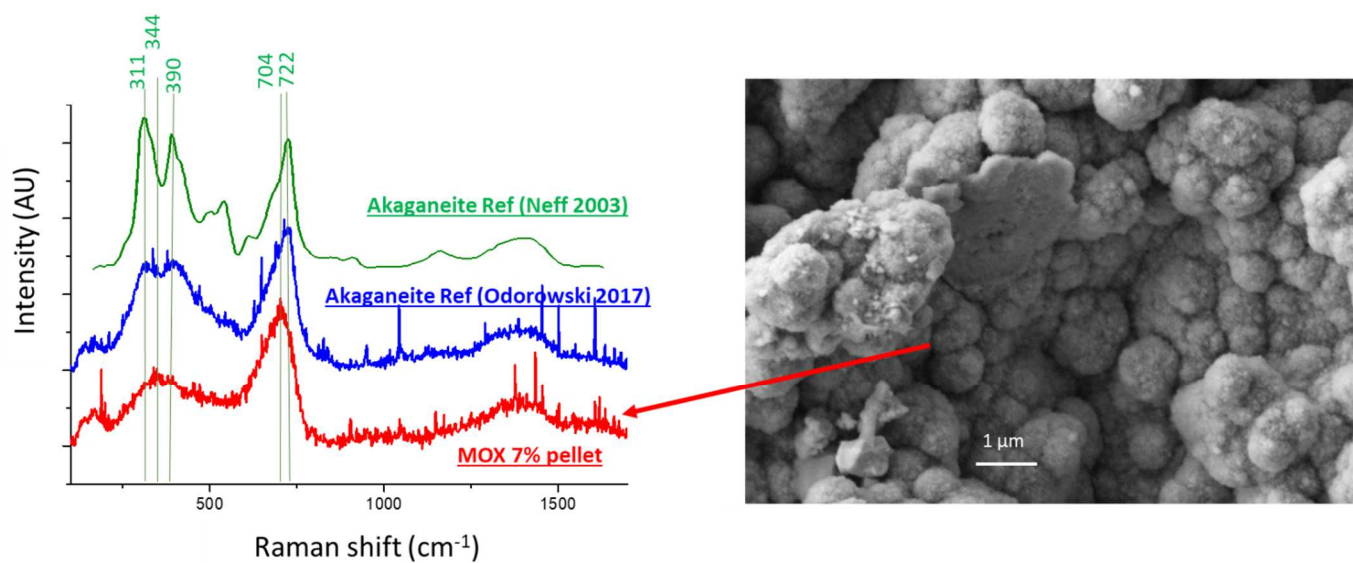 311
344
390
704
722
Intensity (AU)
Akaganeite Ref (Neff 2003)
Akaganeite Ref (Odorowski 2017)
MOX 7% pellet
500
1000
1500
Raman shift (cm⁻¹)
1 µm